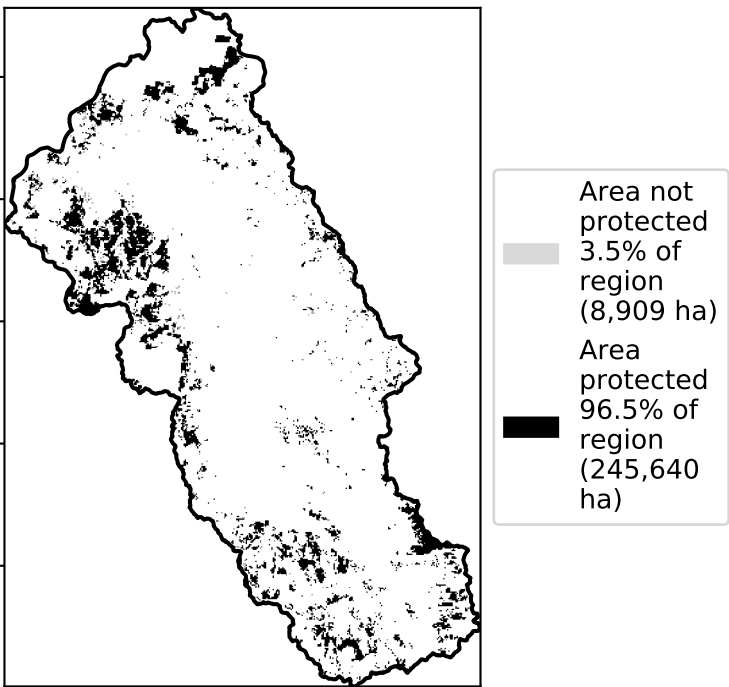 Area not
protected
3.5% of
region
(8,909 ha)
Area
protected
96.5% of
region
(245,640
ha)